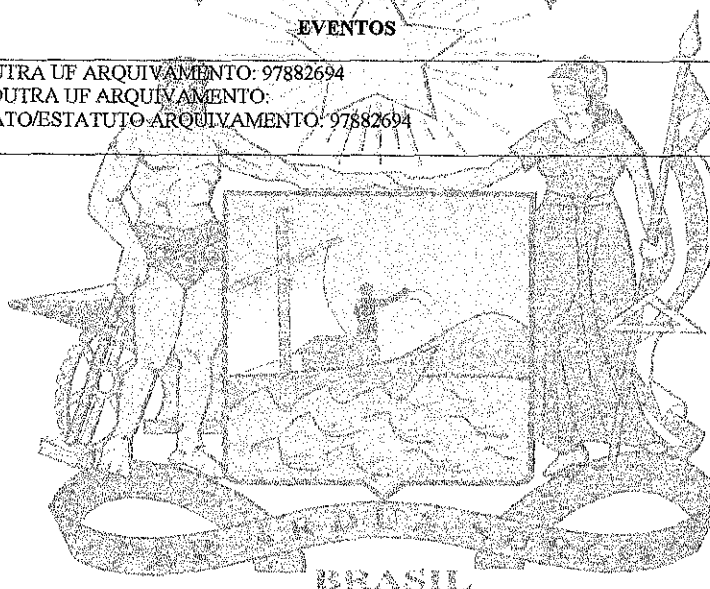 EVENTOS
UTRA UF ARQUIVAMENTO: 97882694
OUTRA UF ARQUIVAMENTO:
ATO/ESTATUTO ARQUIVAMENTO: 97882694
BRASIL